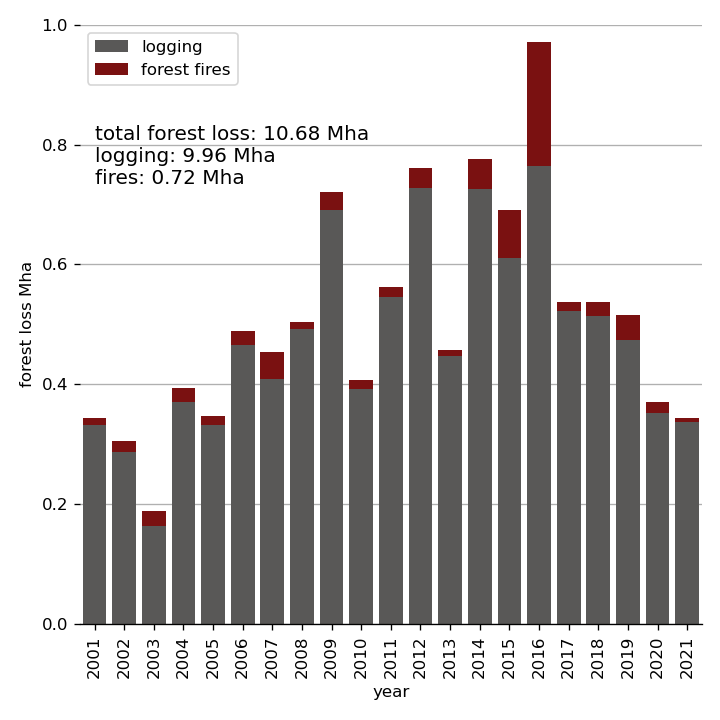 1.0
logging
forest fires
total forest loss: 10.68 Mha
0.8
logging: 9.96 Mha
fires: 0.72 Mha
0.6
forest loss Mha
0.4
0.2
0.0
2001 2002 2003 2004 2005 2006 2007 2008 2009 2010 2011 2012 2013 2014 2015 2016 2017 2018 2019 2020 2021
year